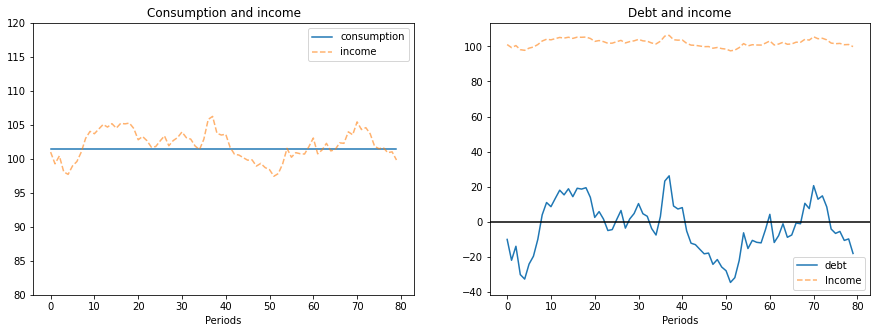 Consumption and income
120
115
110
105
100
95
90
85
80
0 10 20 30 40 50 60 70 80
Periods
consumption
income
Debt and income
100
80
60
40
20
0
−20
−40
0 10 20 30 40 50 60 70 80
Periods
debt
Income